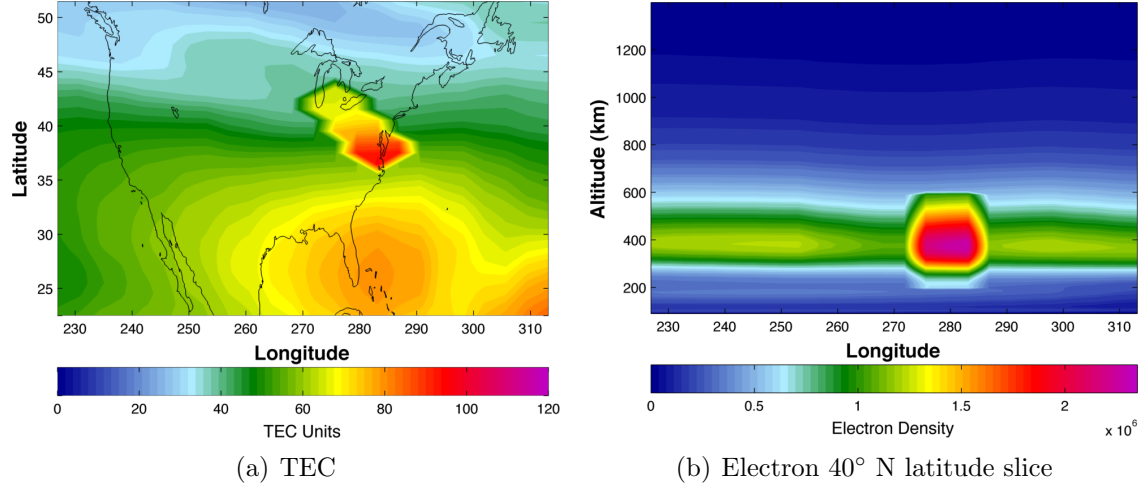 50
45
40
35
30
25
Latitude
230 240 250 260 270 280 290 300 310
Longitude
0 20 40 60 80 100 120
TEC Units
(a) TEC
1400
1200
1000
800
600
400
200
Altitude (km)
230 240 250 260 270 280 290 300 310
Longitude
0 0.5 1 1.5 2
Electron Density
x 10^6
(b) Electron 40° N latitude slice